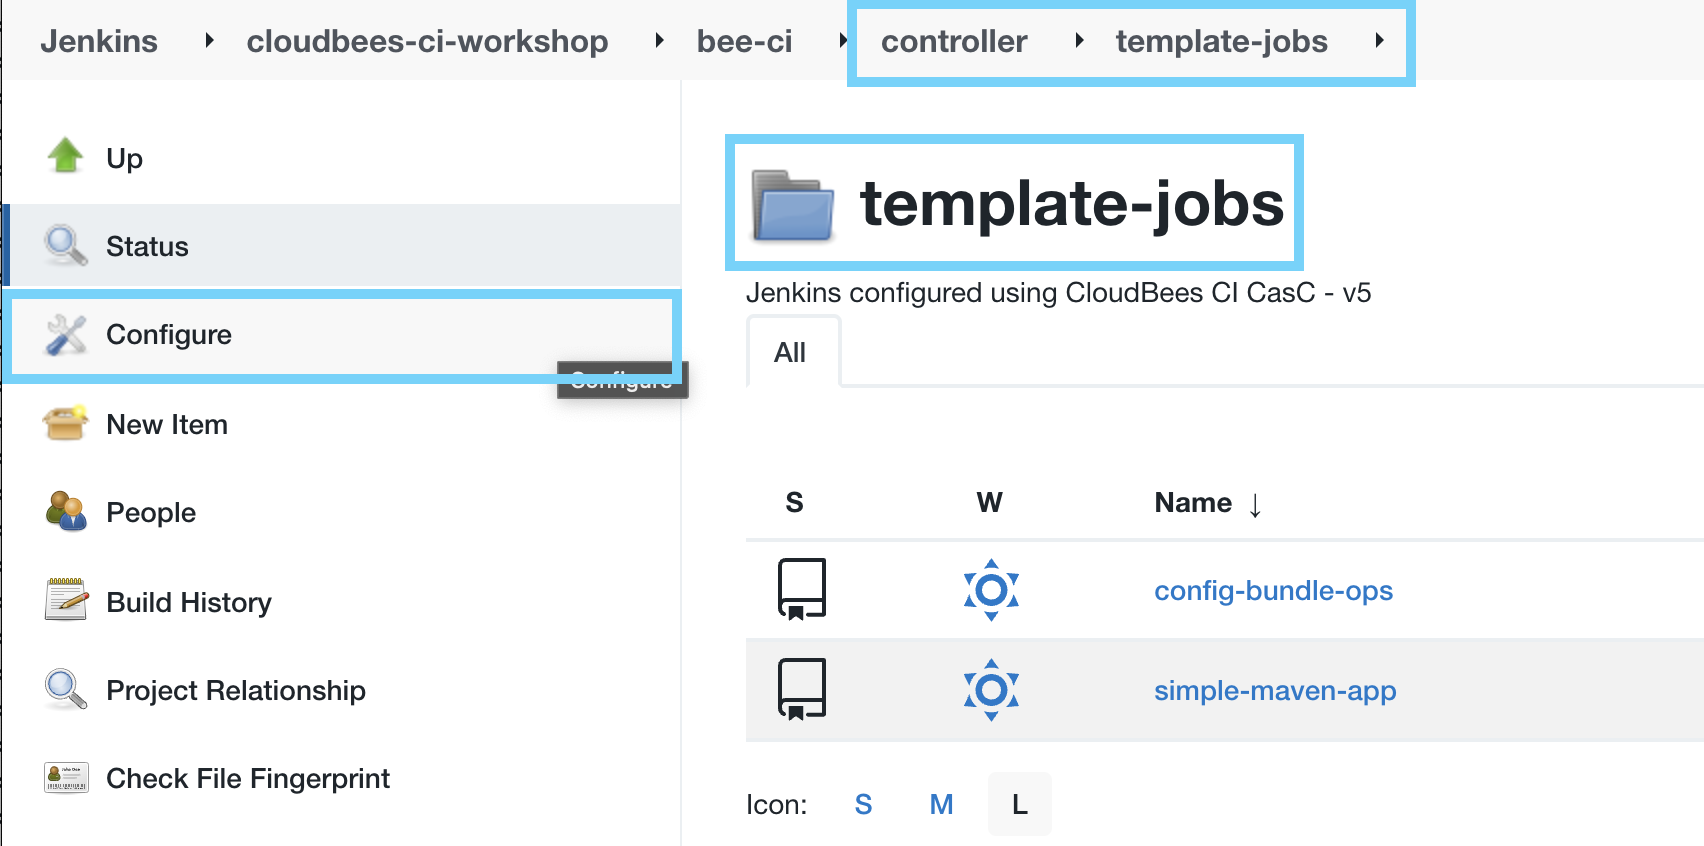 Jenkins cloudbees-ci-workshop bee-ci controller template-jobs
Up
Status
Configure
Configure
New Item
People
Build History
Project Relationship
Check File Fingerprint
template-jobs
Jenkins configured using CloudBees CI CasC - v5
All
S W Name ↓
config-bundle-ops
simple-maven-app
Icon: S M L